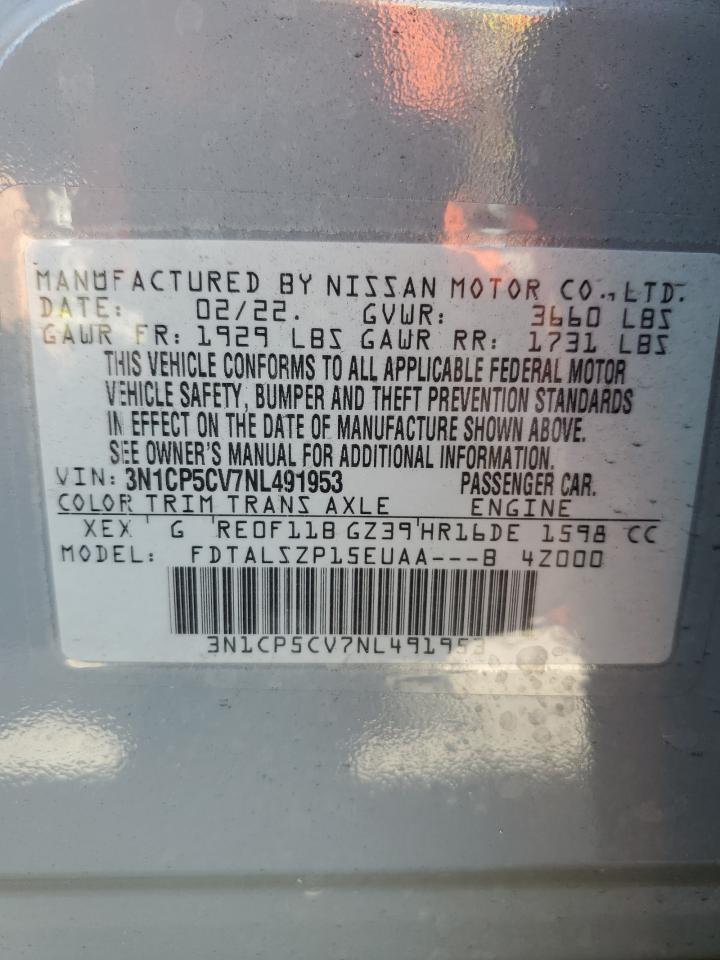 MANUFACTURED BY NISSAN MOTOR CO., LTD.
DATE: 02/22. GVWR: 3660 LBS
GAWR FR: 1929 LBS GAWR RR: 1731 LBS
THIS VEHICLE CONFORMS TO ALL APPLICABLE FEDERAL MOTOR
VEHICLE SAFETY, BUMPER AND THEFT PREVENTION STANDARDS
IN EFFECT ON THE DATE OF MANUFACTURE SHOWN ABOVE.
SEE OWNER'S MANUAL FOR ADDITIONAL INFORMATION.
VIN: 3N1CP5CV7NL491953 PASSENGER CAR.
COLOR TRIM TRANS AXLE ENGINE
XEX G RE0F11B GZ39 HR16DE 1598 CC
MODEL: FDTALSZP15EUAA---B 4Z000
3N1CP5CV7NL491953